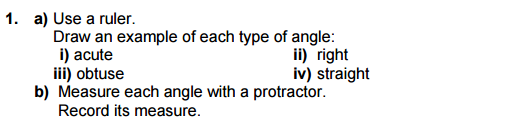 1. a) Use a ruler.
Draw an example of each type of angle:
i) acute ii) right
iii) obtuse iv) straight
b) Measure each angle with a protractor.
Record its measure.